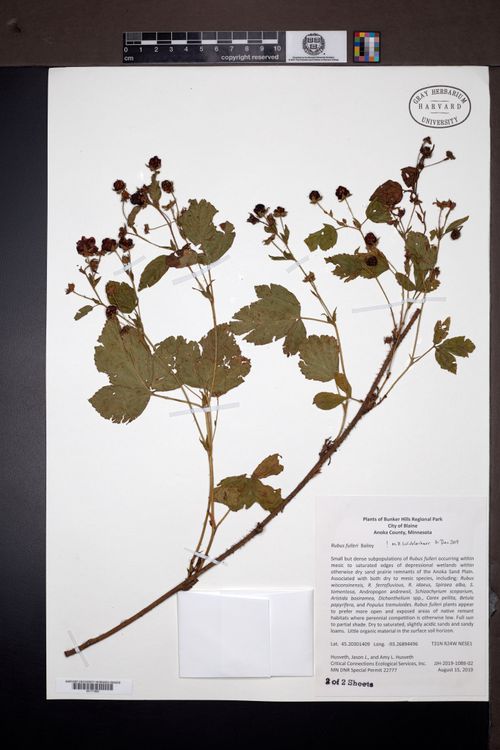 0 1 2 3 4 5 6 7 8 9 10
cm
copyright reserved
GRAY HERBARIUM
HARVARD
UNIVERSITY
Plants of Bunker Hills Regional Park
City of Blaine
Anoka County, Minnesota
Rubus fulleri Bailey
Small but dense subpopulations of Rubus fulleri occurring within
mesic to saturated edges of depressional wetlands within
otherwise dry sand prairie remnants of the Anoka Sand Plain.
Associated with both dry to mesic species, including: Rubus
wisconsinensis, R. ferrofluvius, R. alaeus, Spiraea alba, S.
tomentosa, Andropogon gerardii, Schizachyrium scoparium,
Aristida basiramea, Dichanthelium spp., Carex pellita, Betula
papyrifera, and Populus tremuloides. Rubus fulleri plants appear
to prefer more open and exposed areas of native remant
habitats where perennial competition is otherwise low. Full sun
to partial shade. Dry to saturated, slightly acidic sands and sandy
loams. Little organic material in the surface soil horizon.
Lat. 45.20301409 Long. -93.26894496 T31N R24W NESE1
Husveth, Jason J., and Amy L. Husveth JJH-2019-1088-02
Critical Connections Ecological Services, Inc. August 15, 2019
MN DNR Special Permit 22777
2 of 2 Sheets